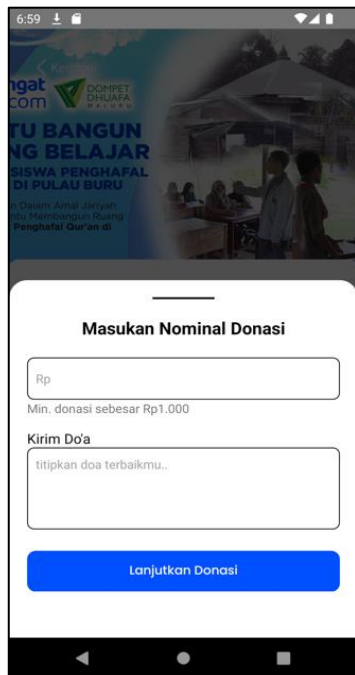 6:59
Kembali
ngat
com
DOMPET
DHUAFA
MALUKU
TU BANGUN
NG BELAJAR
SISWA PENGHAFAL
DI PULAU BURU
n Dalam Amal Jariyah
ntu Membangun Ruang
Penghafal Qur'an di
Masukan Nominal Donasi
Rp
Min. donasi sebesar Rp1.000
Kirim Do'a
titipkan doa terbaikmu..
Lanjutkan Donasi